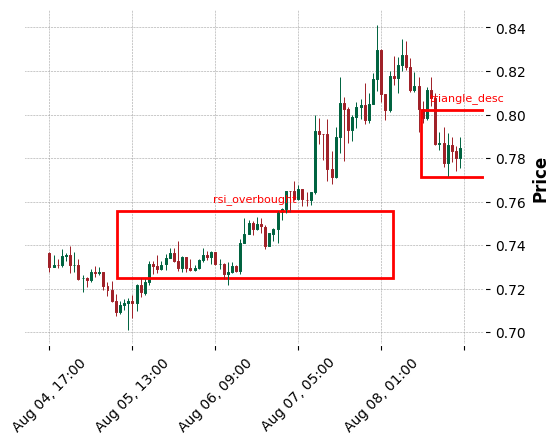 0.84
0.82
triangle_desc
0.80
0.78
Price
rsi_overbought
0.76
0.74
0.72
0.70
Aug 04, 17:00
Aug 05, 13:00
Aug 06, 09:00
Aug 07, 05:00
Aug 08, 01:00